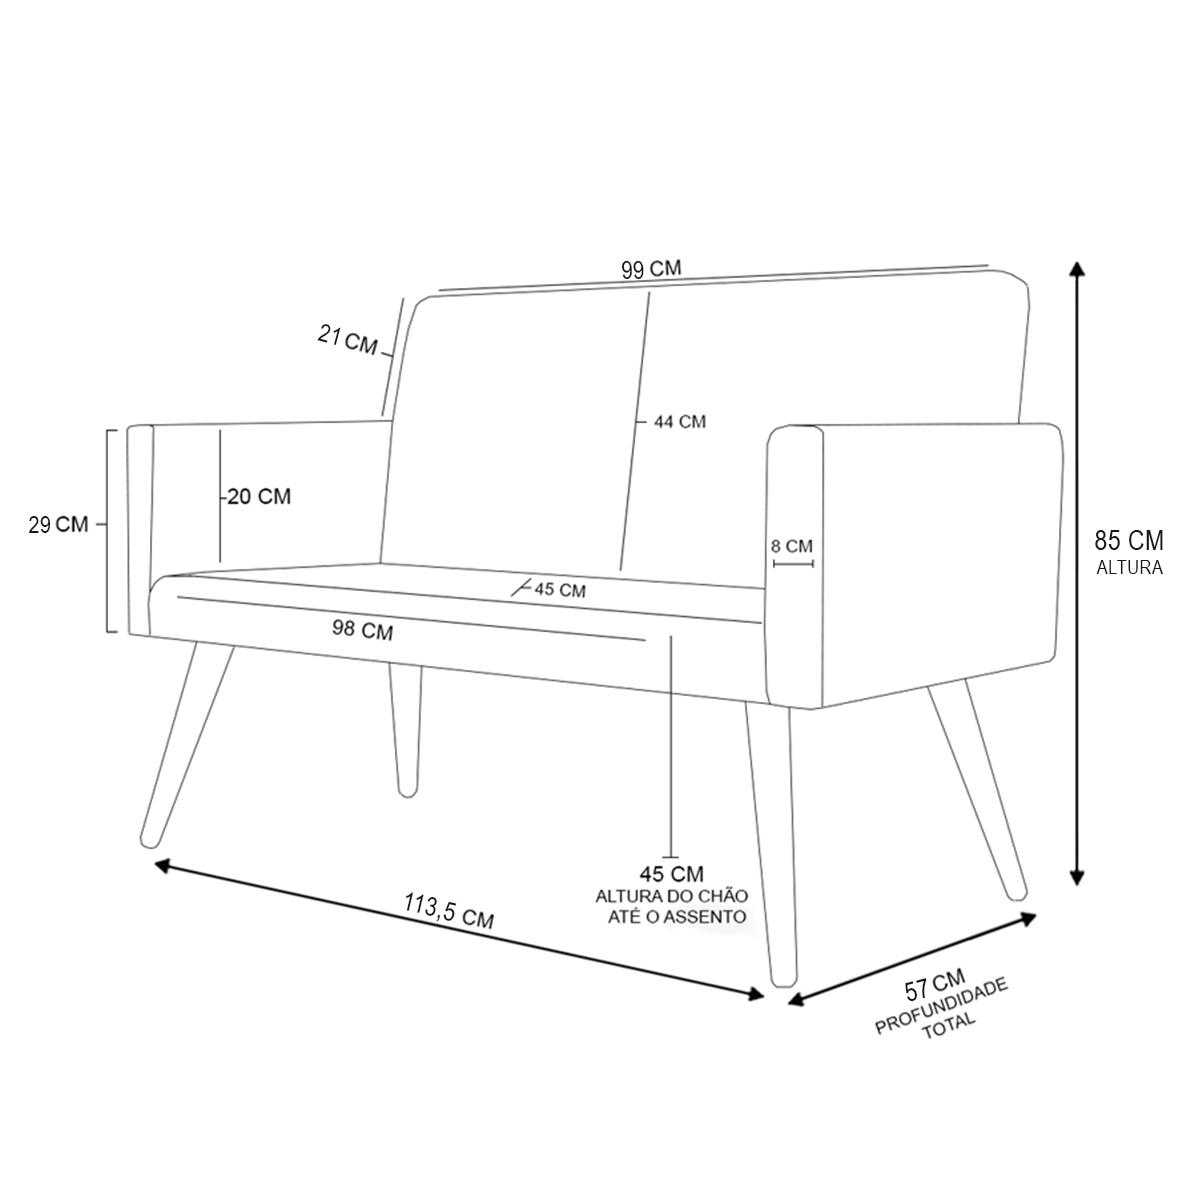 99 CM
21 CM
44 CM
20 CM
29 CM
8 CM
85 CM
ALTURA
45 CM
98 CM
45 CM
ALTURA DO CHÃO
ATÉ O ASSENTO
113,5 CM
57 CM
PROFUNDIDADE
TOTAL